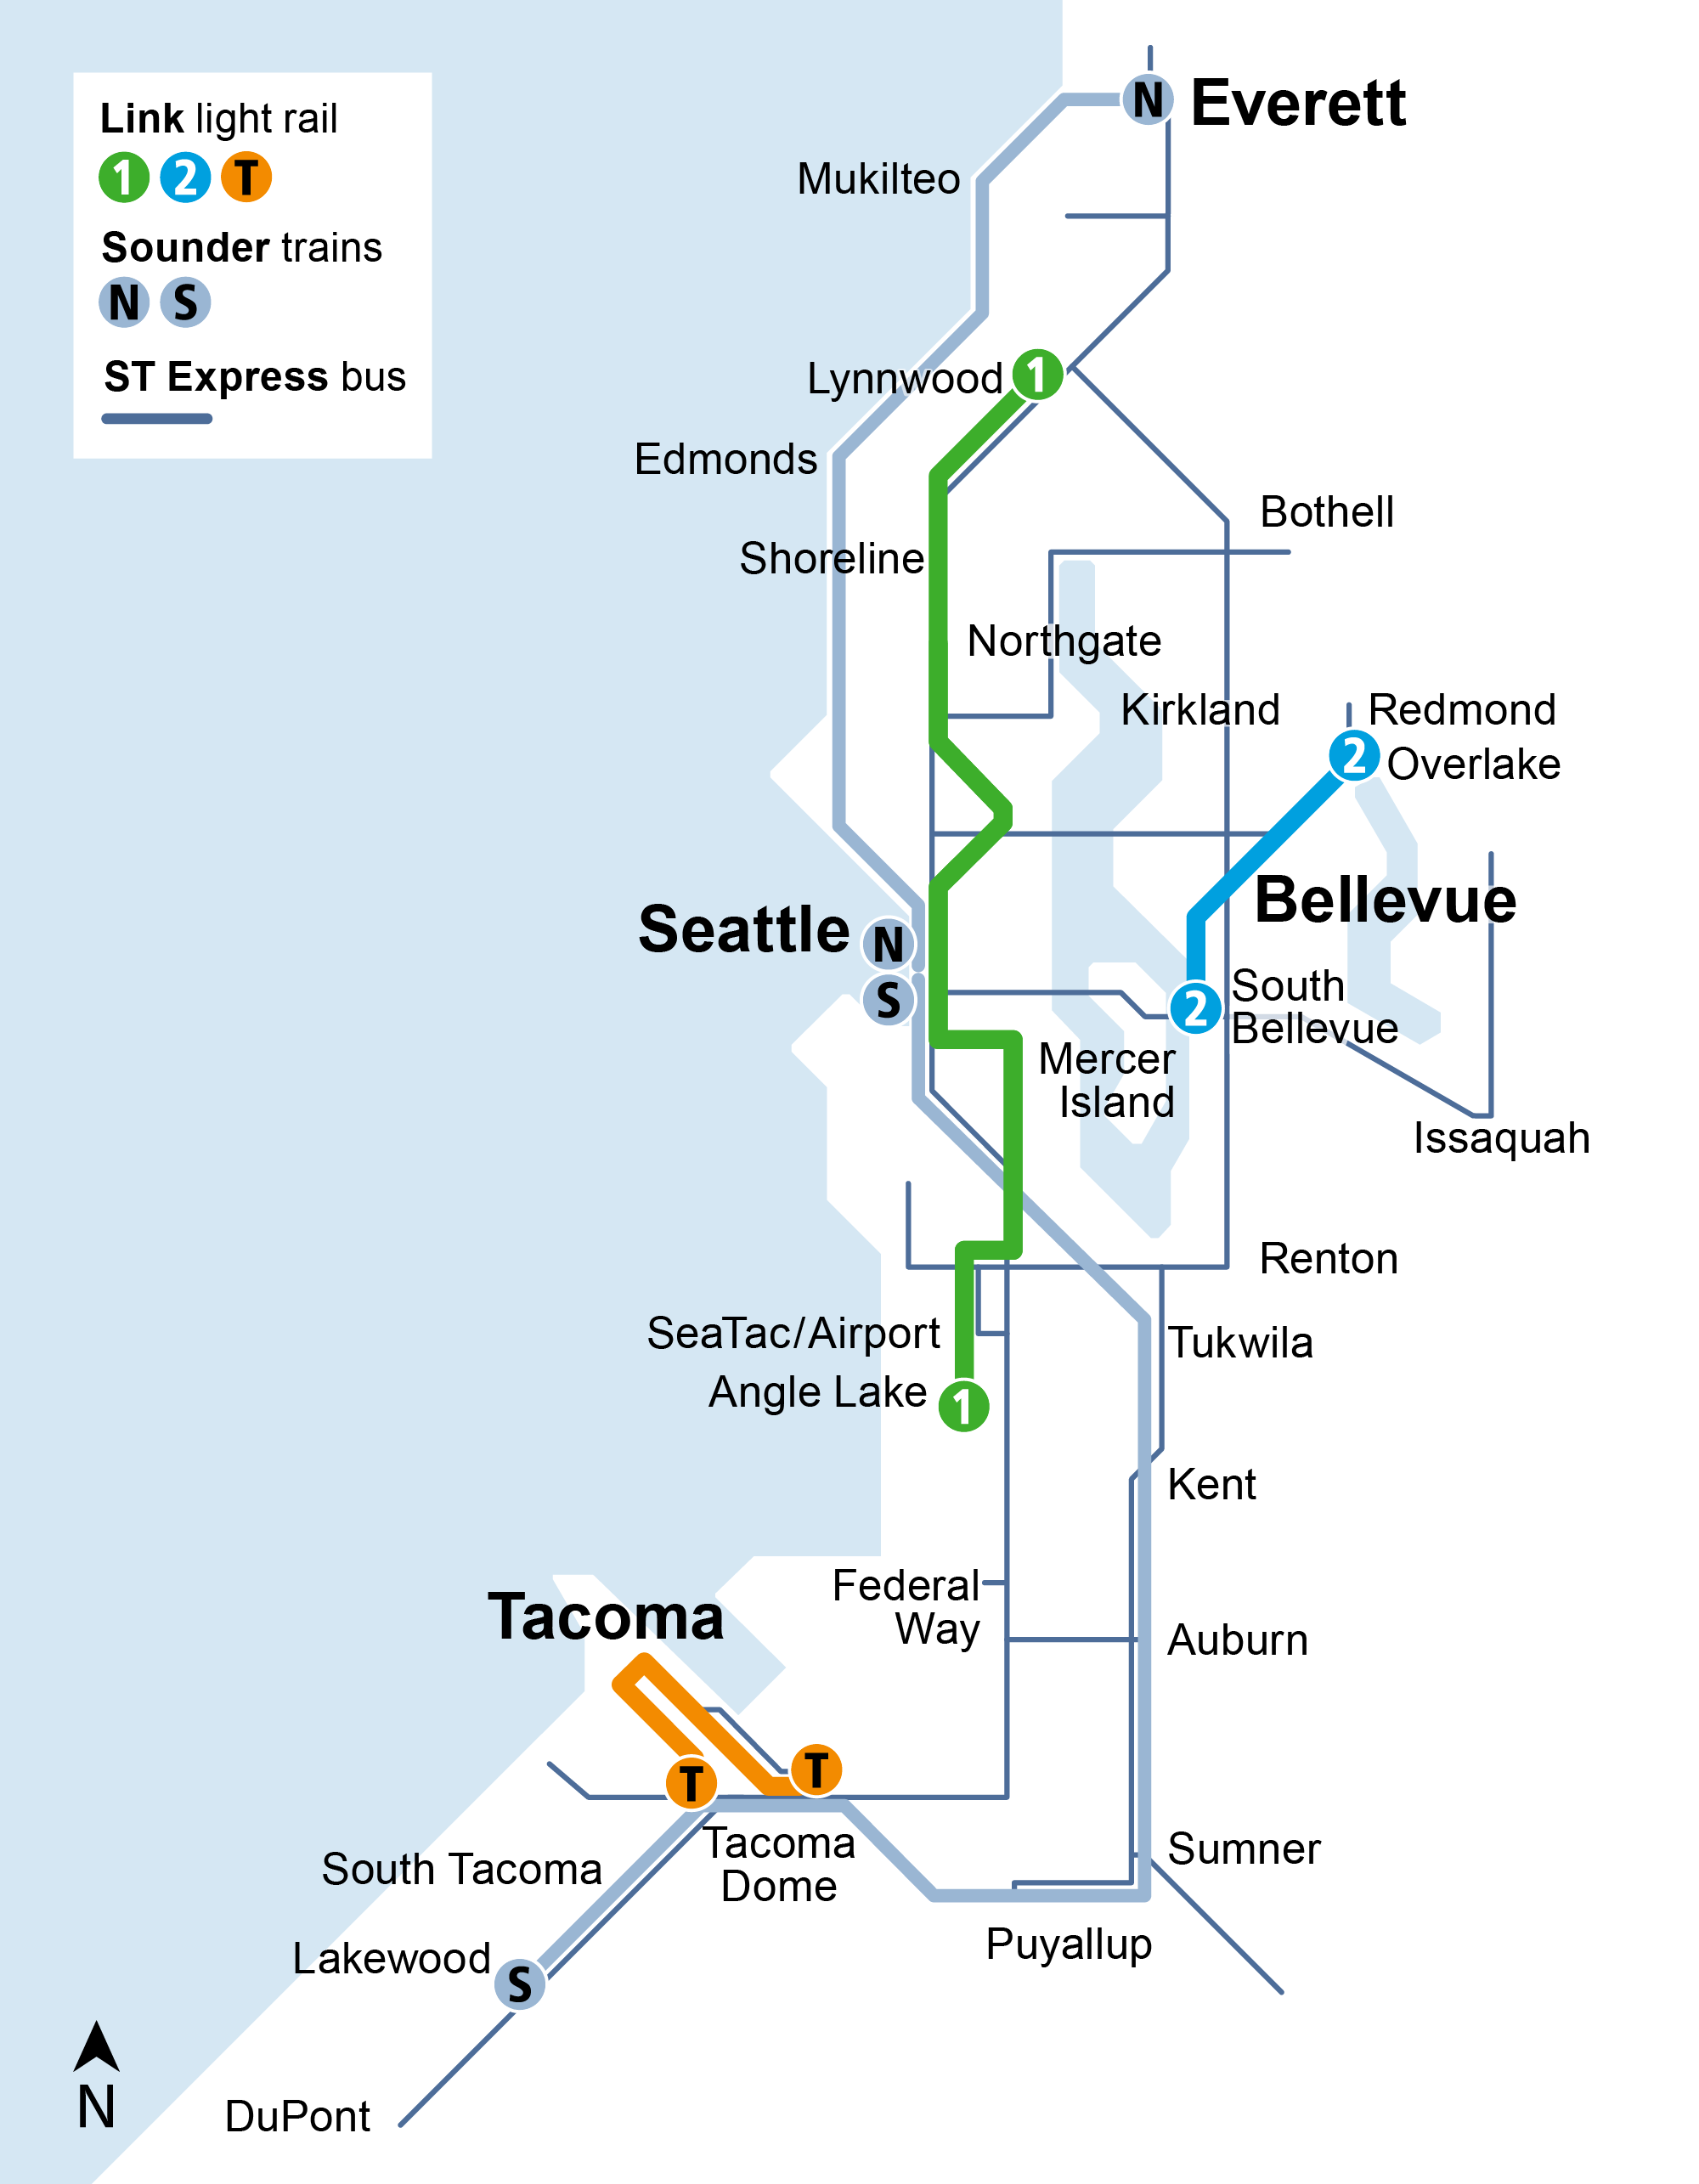 Link light rail
1 2 T
Sounder trains
N S
ST Express bus
N Everett
Mukilteo
Lynnwood 1
Edmonds
Bothell
Shoreline
Northgate
Kirkland
Redmond
2 Overlake
Bellevue
Seattle N
S
2 South
Bellevue
Mercer
Island
Issaquah
Renton
SeaTac/Airport
Tukwila
Angle Lake 1
Kent
Federal
Way
Tacoma
Auburn
T T
Tacoma
Dome
South Tacoma
Sumner
Lakewood S
Puyallup
N
DuPont